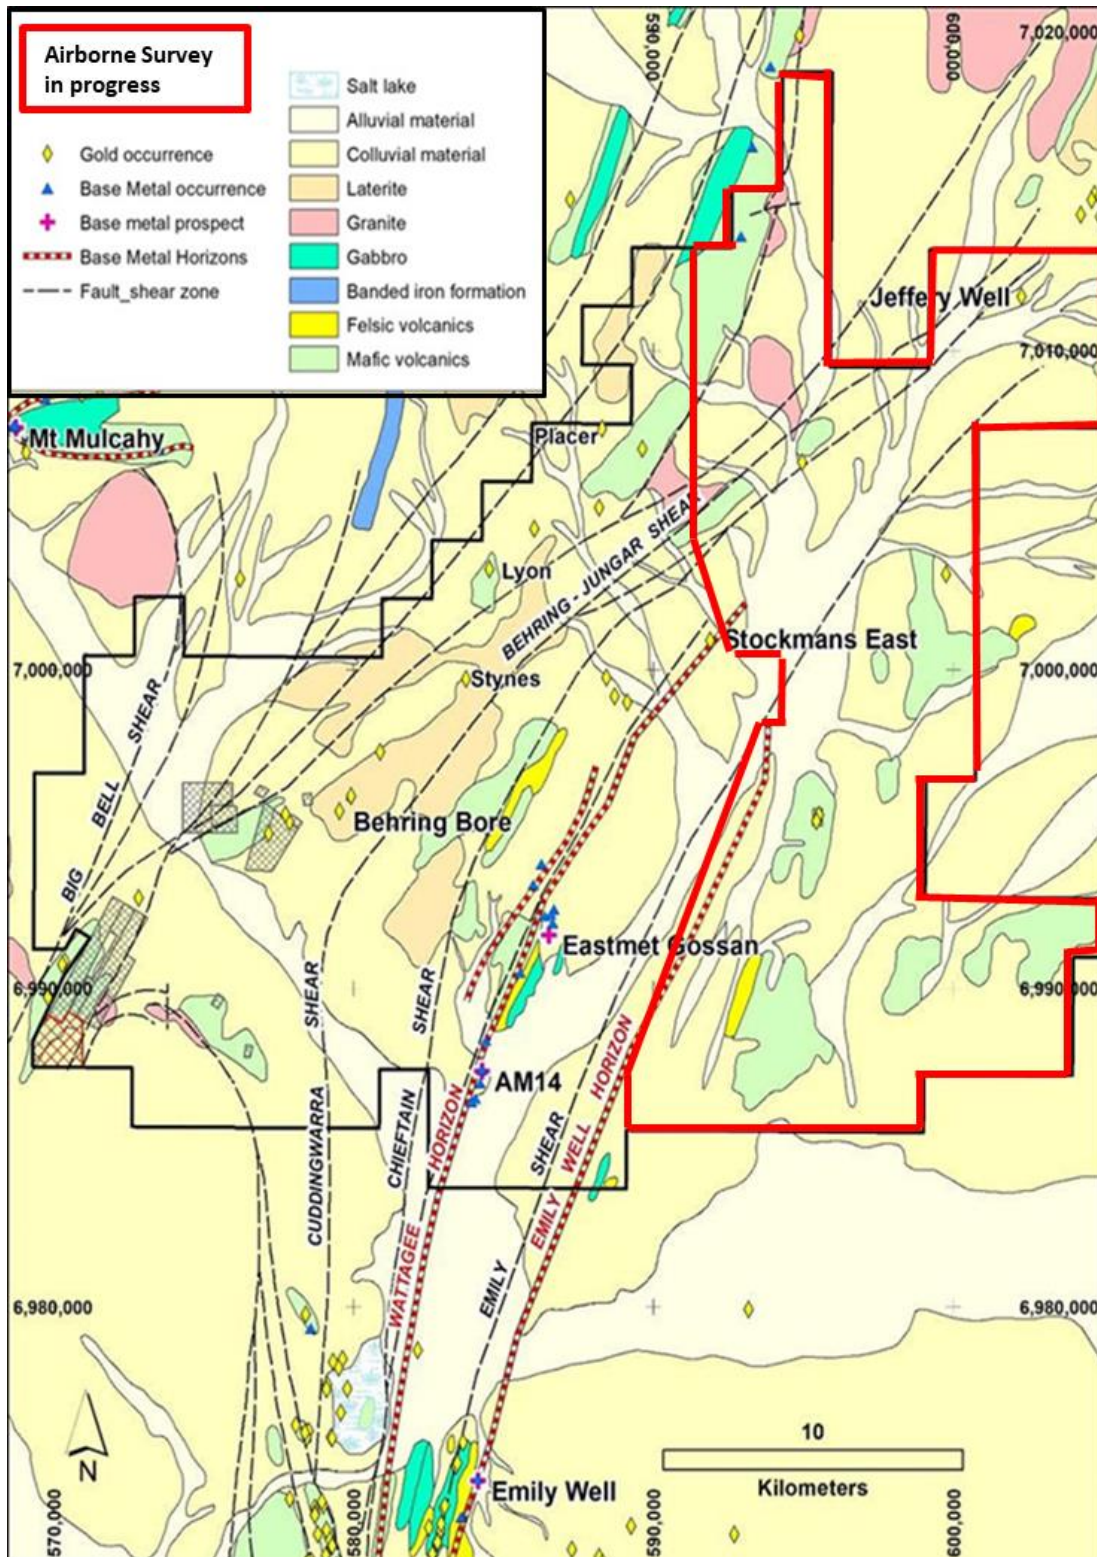 Airborne Survey
in progress
Gold occurrence
Base Metal occurrence
Base metal prospect
Base Metal Horizons
Fault_shear zone
Salt lake
Alluvial material
Colluvial material
Laterite
Granite
Gabbro
Banded iron formation
Felsic volcanics
Mafic volcanics
590,000
600,000
7,020,000
Jeffery Well
7,010,000
Mt Mulcahy
Placer
BEHRING - JUNGAR SHEAR
Lyon
Stockmans East
7,000,000
7,000,000
Stynes
BIG BELL SHEAR
Behring Bore
Eastmet Gossan
6,990,000
6,990,000
CUDDINGWARRA SHEAR
CHIEFTAIN SHEAR
AM14
WATTAGEE HORIZON
EMILY SHEAR
EMILY WELL HORIZON
6,980,000
6,980,000
N
10
Kilometers
Emily Well
570,000
580,000
590,000
600,000